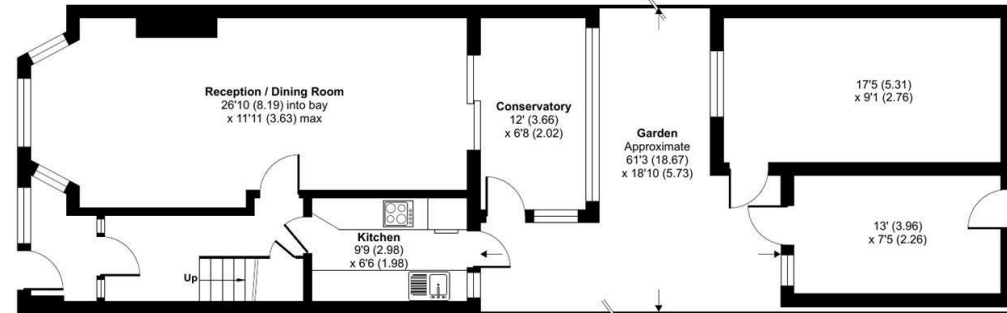 Reception / Dining Room
26'10 (8.19) into bay
x 11'11 (3.63) max
Conservatory
12' (3.66)
x 6'8 (2.02)
Garden
Approximate
61'3 (18.67)
x 18'10 (5.73)
17'5 (5.31)
x 9'1 (2.76)
Kitchen
9'9 (2.98)
x 6'6 (1.98)
13' (3.96)
x 7'5 (2.26)
Up